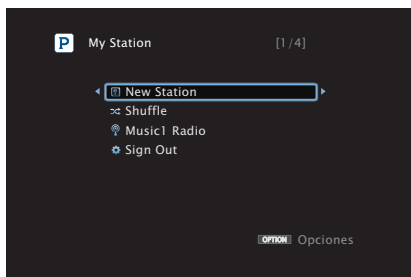 P My Station [1/4]
New Station
Shuffle
Music1 Radio
Sign Out
OPTION Opciones